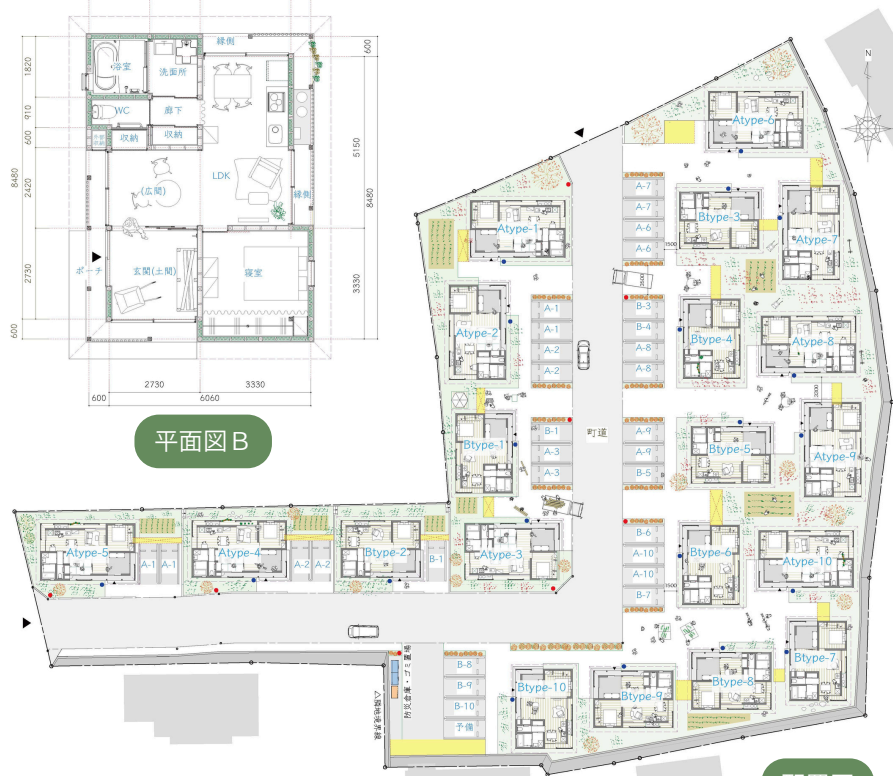 縁側
浴室
洗面所
WC
廊下
収納
収納
(広間)
LDK
縁側
ポーチ
玄関(土間)
寝室
1820
910
600
8480
2420
2730
600
600
5150
8480
3330
2730
3330
600
6060
平面図B
N
Atype-6
Btype-3
Atype-7
Atype-1
A-7
A-7
A-6
A-6
Atype-2
A-1
A-1
A-2
A-2
B-3
B-4
A-8
A-8
Btype-4
Atype-8
町道
Btype-1
B-1
A-3
A-3
A-9
A-9
B-5
Btype-5
Atype-9
Atype-5
A-1
A-1
Atype-4
A-2
A-2
Btype-2
B-1
Atype-3
B-6
A-10
A-10
B-7
1500
Btype-6
Atype-10
Btype-7
防災倉庫・ゴミ置場
B-8
B-9
B-10
予備
Btype-10
Btype-9
Btype-8